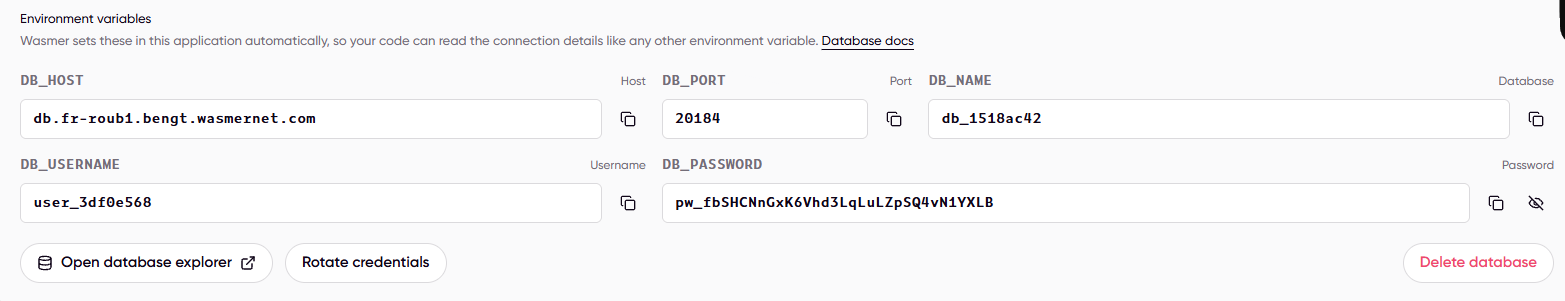 Environment variables
Wasmer sets these in this application automatically, so your code can read the connection details like any other environment variable. Database docs
DB_HOST Host DB_PORT Port DB_NAME Database
db.fr-roub1.bengt.wasmernet.com 20184 db_1518ac42
DB_USERNAME Username DB_PASSWORD Password
user_3df0e568 pw_fbSHCNnGxK6Vhd3LqLuLZpSQ4vN1YXLB
Open database explorer Rotate credentials Delete database